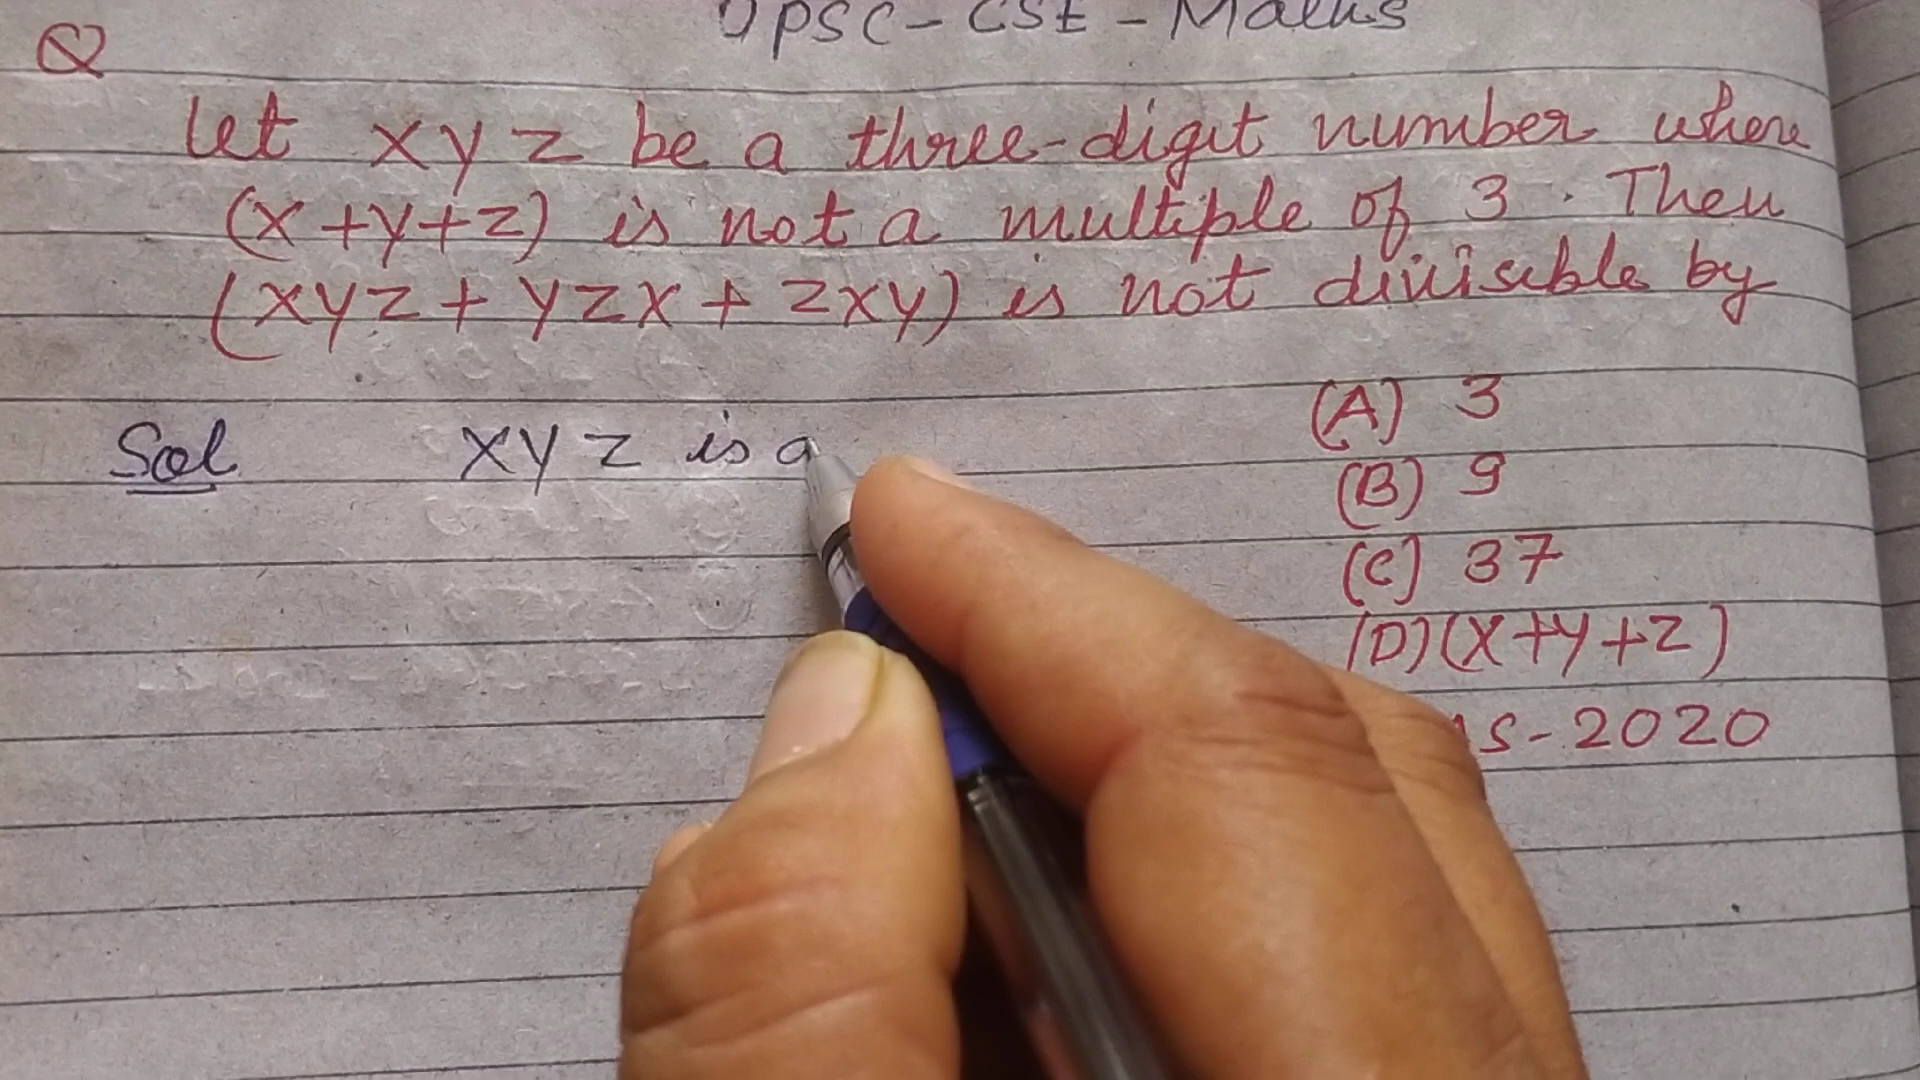 UPSC-CSE-Maths
Q
Let xyz be a three-digit number where
(x+y+z) is not a multiple of 3. Then
(xyz+yzx+zxy) is not divisible by
(A) 3
Sol xyz is a
(B) 9
(C) 37
(D) (x+y+z)
S-2020